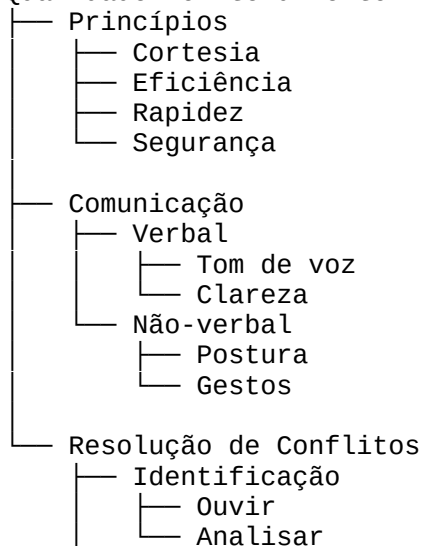 ├── Princípios
│   ├── Cortesia
│   ├── Eficiência
│   ├── Rapidez
│   └── Segurança
│
├── Comunicação
│   ├── Verbal
│   │   ├── Tom de voz
│   │   └── Clareza
│   └── Não-verbal
│       ├── Postura
│       └── Gestos
│
└── Resolução de Conflitos
    ├── Identificação
    │   ├── Ouvir
    │   └── Analisar